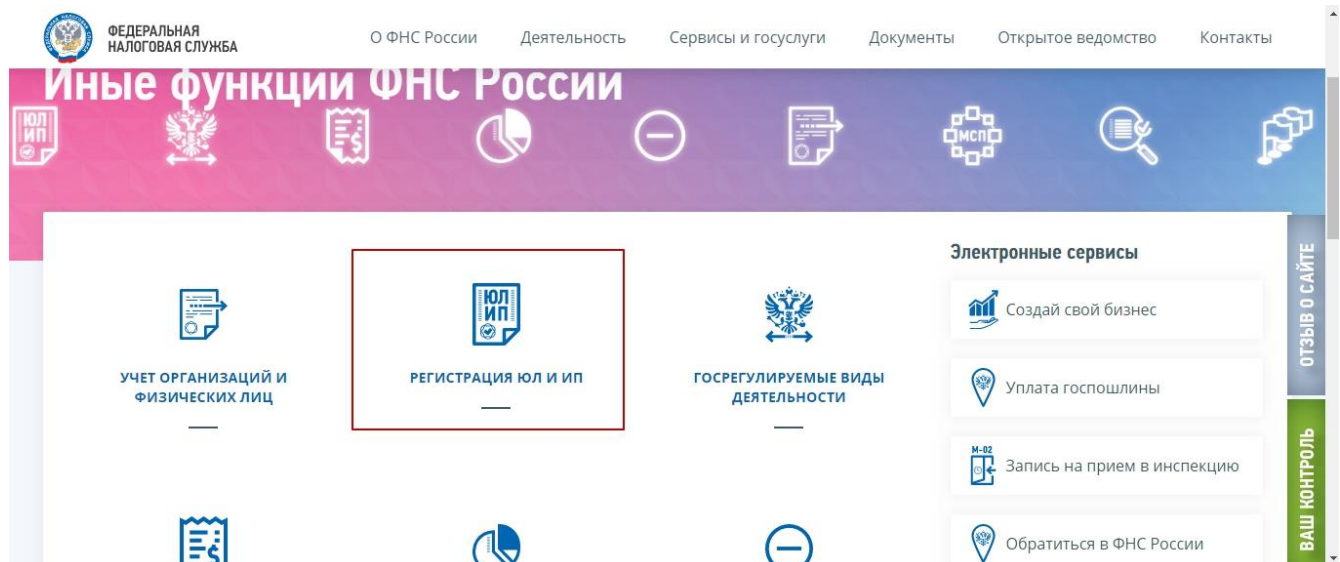 ФЕДЕРАЛЬНАЯ
НАЛОГОВАЯ СЛУЖБА
О ФНС России
Деятельность
Сервисы и госуслуги
Документы
Открытое ведомство
Контакты
Иные функции ФНС России
ЮЛ
ИП
МСП
ЮЛ
ИП
УЧЕТ ОРГАНИЗАЦИЙ И
ФИЗИЧЕСКИХ ЛИЦ
РЕГИСТРАЦИЯ ЮЛ И ИП
ГОСРЕГУЛИРУЕМЫЕ ВИДЫ
ДЕЯТЕЛЬНОСТИ
Электронные сервисы
Создай свой бизнес
Уплата госпошлины
М-02
Запись на прием в инспекцию
Обратиться в ФНС России
ОТЗЫВ О САЙТЕ
ВАШ КОНТРОЛЬ